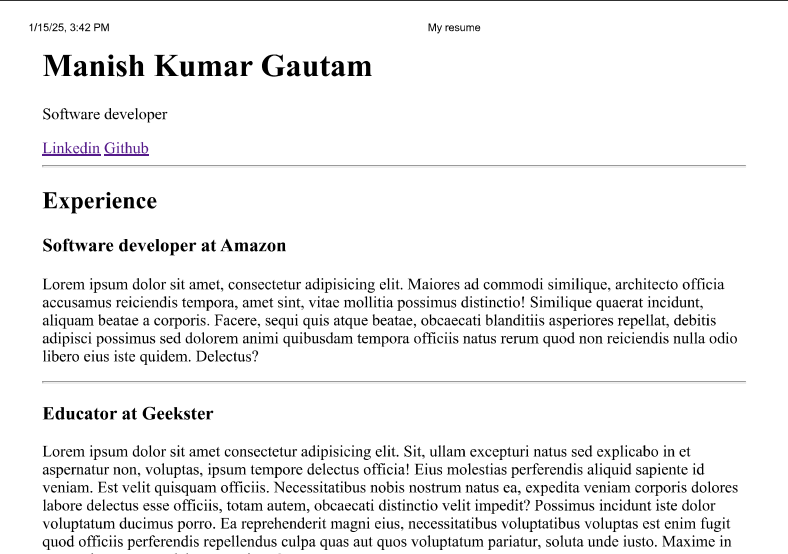 1/15/25, 3:42 PM My resume
Manish Kumar Gautam
Software developer
Linkedin Github
Experience
Software developer at Amazon
Lorem ipsum dolor sit amet, consectetur adipisicing elit. Maiores ad commodi similique, architecto officia
accusamus reiciendis tempora, amet sint, vitae mollitia possimus distinctio! Similique quaerat incidunt,
aliquam beatae a corporis. Facere, sequi quis atque beatae, obcaecati blanditiis asperiores repellat, debitis
adipisci possimus sed dolorem animi quibusdam tempora officiis natus rerum quod non reiciendis nulla odio
libero eius iste quidem. Delectus?
Educator at Geekster
Lorem ipsum dolor sit amet consectetur adipisicing elit. Sit, ullam excepturi natus sed explicabo in et
aspernatur non, voluptas, ipsum tempore delectus officia! Eius molestias perferendis aliquid sapiente id
veniam. Est velit quisquam officiis. Necessitatibus nobis nostrum natus ea, expedita veniam corporis dolores
labore delectus esse officiis, totam autem, obcaecati distinctio velit impedit? Possimus incidunt iste dolor
voluptatum ducimus porro. Ea reprehenderit magni eius, necessitatibus voluptatibus voluptas est enim fugit
quod officiis perferendis repellendus culpa quas aut quos voluptatum pariatur, soluta unde iusto. Maxime in